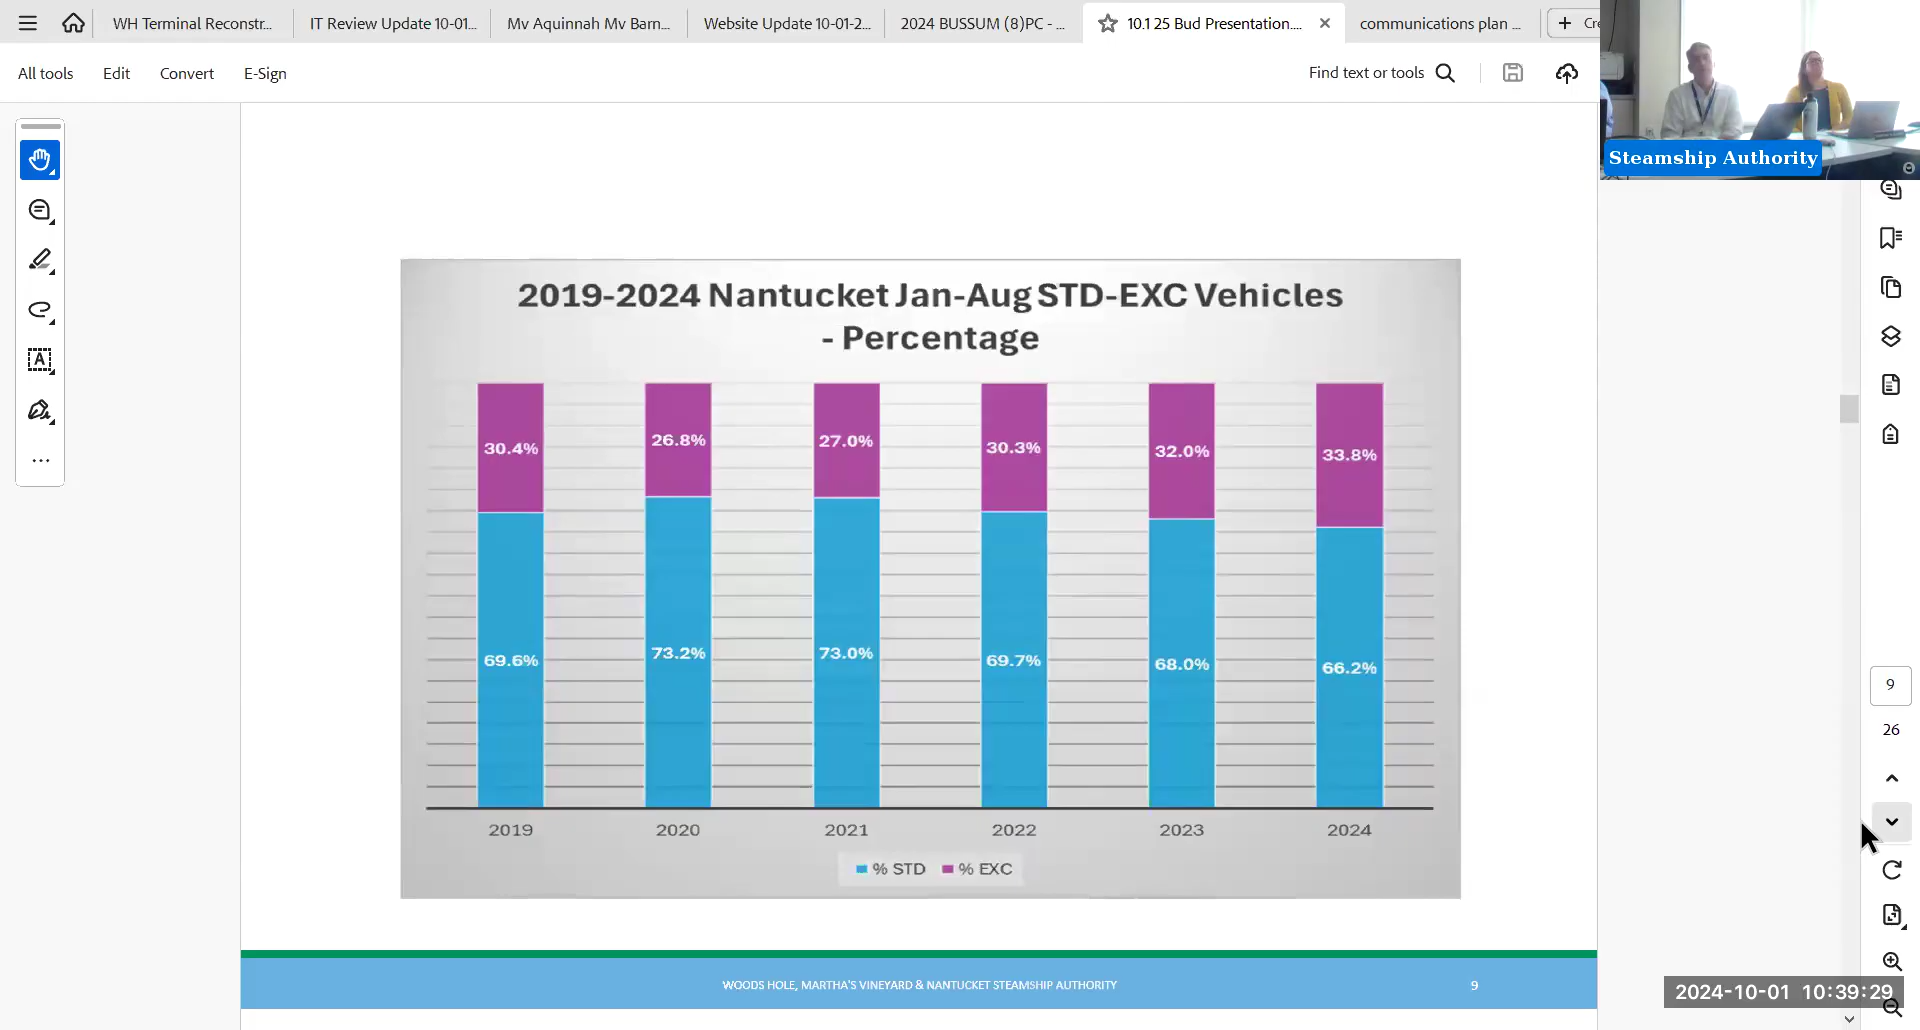 WH Terminal Reconstr...
IT Review Update 10-01...
Mv Aquinnah Mv Barn...
Website Update 10-01-2...
2024 BUSSUM (8)PC - ...
10.1 25 Bud Presentation....
communications plan ...
All tools
Edit
Convert
E-Sign
Find text or tools
Steamship Authority
2019-2024 Nantucket Jan-Aug STD-EXC Vehicles
- Percentage
30.4%
26.8%
27.0%
30.3%
32.0%
33.8%
69.6%
73.2%
73.0%
69.7%
68.0%
66.2%
2019
2020
2021
2022
2023
2024
% STD
% EXC
9
26
WOODS HOLE, MARTHA'S VINEYARD & NANTUCKET STEAMSHIP AUTHORITY
9
2024-10-01 10:39:29